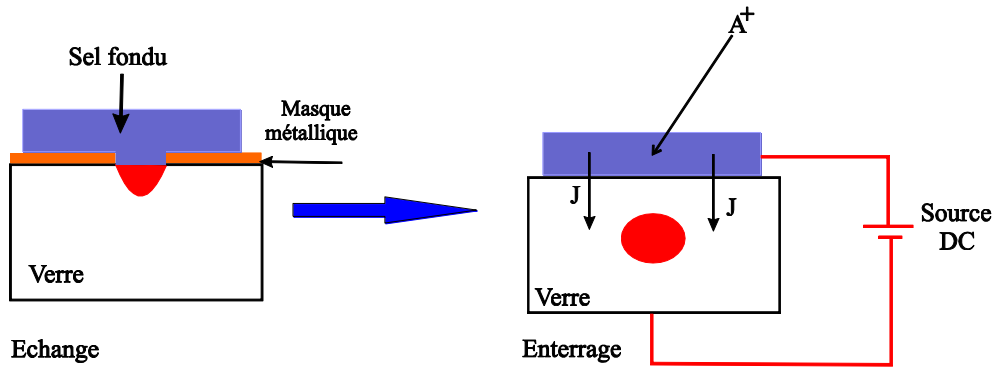 Sel fondu
Masque
métallique
Verre
Echange
A+
J
J
Source
DC
Verre
Enterrage